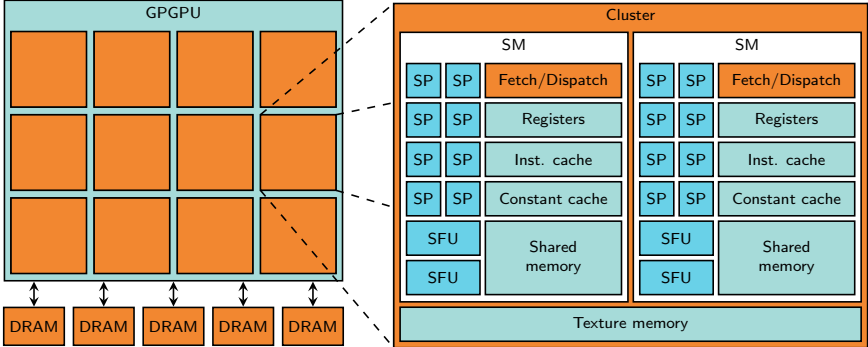 GPGPU
DRAM DRAM DRAM DRAM DRAM
Cluster
SM
SP SP Fetch/Dispatch
SP SP Registers
SP SP Inst. cache
SP SP Constant cache
SFU
SFU
Shared
memory
SM
SP SP Fetch/Dispatch
SP SP Registers
SP SP Inst. cache
SP SP Constant cache
SFU
SFU
Shared
memory
Texture memory